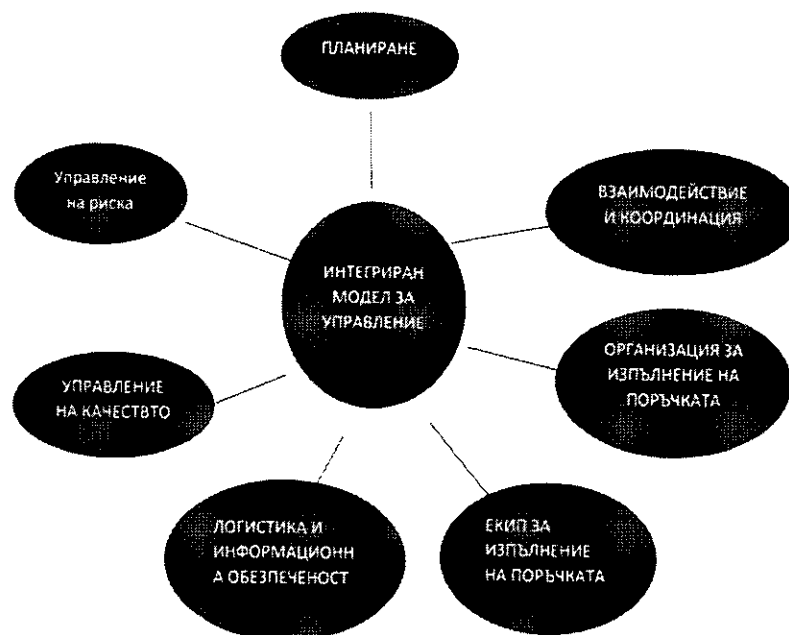 ПЛАНИРАНЕ
Управление
на риска
ВЗАИМОДЕЙСТВИЕ
И КООРДИНАЦИЯ
ИНТЕГРИРАН
МОДЕЛ ЗА
УПРАВЛЕНИЕ
ОРГАНИЗАЦИЯ ЗА
ИЗПЪЛНЕНИЕ НА
ПОРЪЧКАТА
УПРАВЛЕНИЕ
НА КАЧЕСТВТО
ЛОГИСТИКА И
ИНФОРМАЦИОНН
А ОБЕЗПЕЧЕНОСТ
ЕКИП ЗА
ИЗПЪЛНЕНИЕ
НА ПОРЪЧКАТА